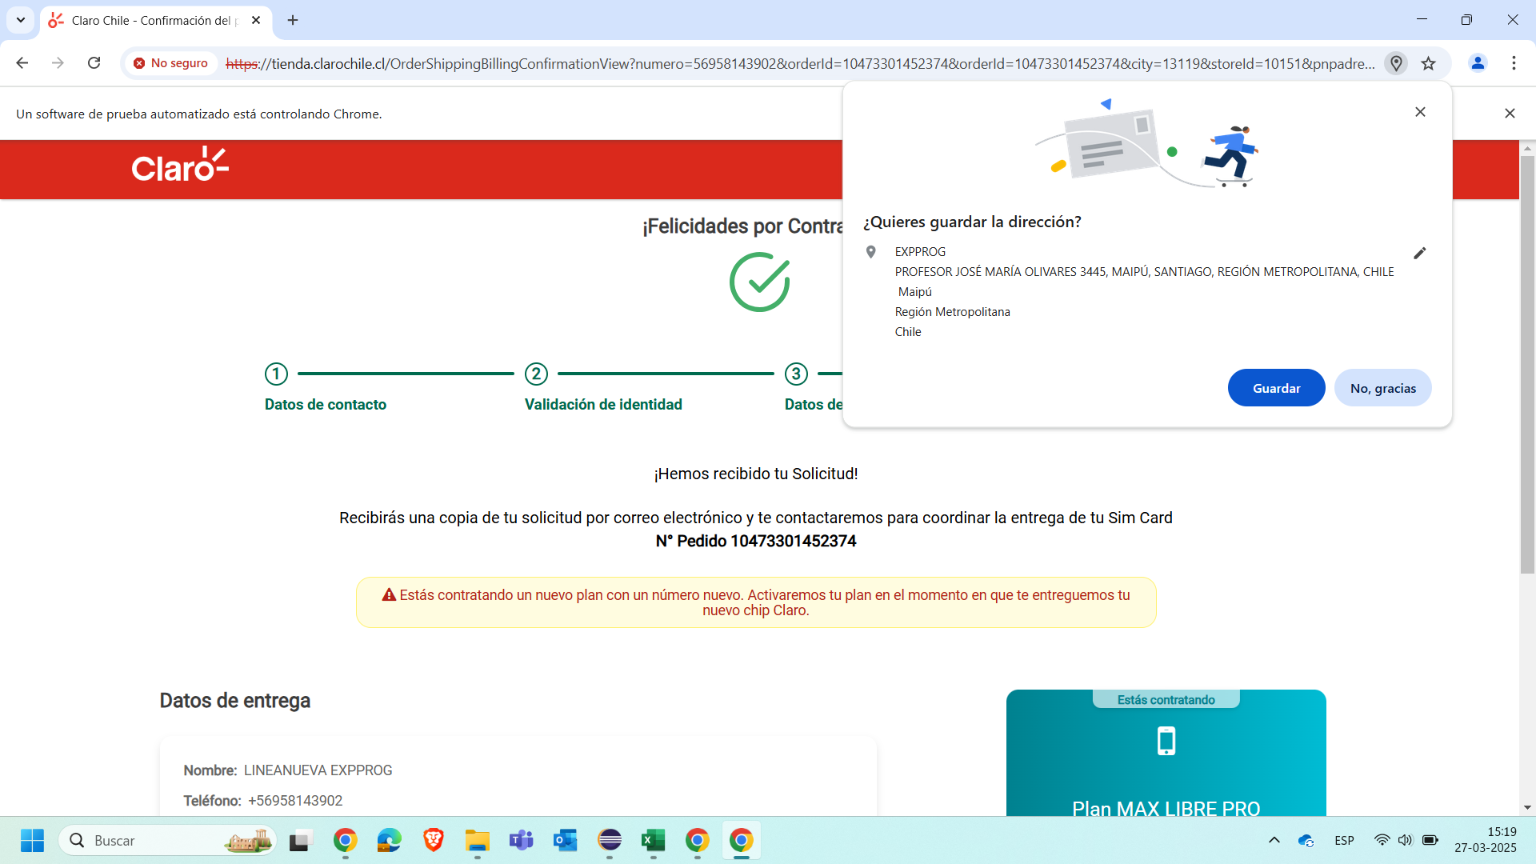 Claro Chile - Confirmación del p
No seguro
https://tienda.clarochile.cl/OrderShippingBillingConfirmationView?numero=56958143902&orderId=10473301452374&orderId=10473301452374&city=13119&storeId=10151&pnpadre...
Un software de prueba automatizado está controlando Chrome.
Claro
¡Felicidades por Contra
¿Quieres guardar la dirección?
EXPPROG
PROFESOR JOSÉ MARÍA OLIVARES 3445, MAIPÚ, SANTIAGO, REGIÓN METROPOLITANA, CHILE
Maipú
Región Metropolitana
Chile
Guardar
No, gracias
1
2
3
Datos de contacto
Validación de identidad
Datos de
¡Hemos recibido tu Solicitud!
Recibirás una copia de tu solicitud por correo electrónico y te contactaremos para coordinar la entrega de tu Sim Card
N° Pedido 10473301452374
Estás contratando un nuevo plan con un número nuevo. Activaremos tu plan en el momento en que te entreguemos tu
nuevo chip Claro.
Datos de entrega
Nombre: LINEANUEVA EXPPROG
Teléfono: +56958143902
Estás contratando
Plan MAX LIBRE PRO
Buscar
ESP
15:19
27-03-2025